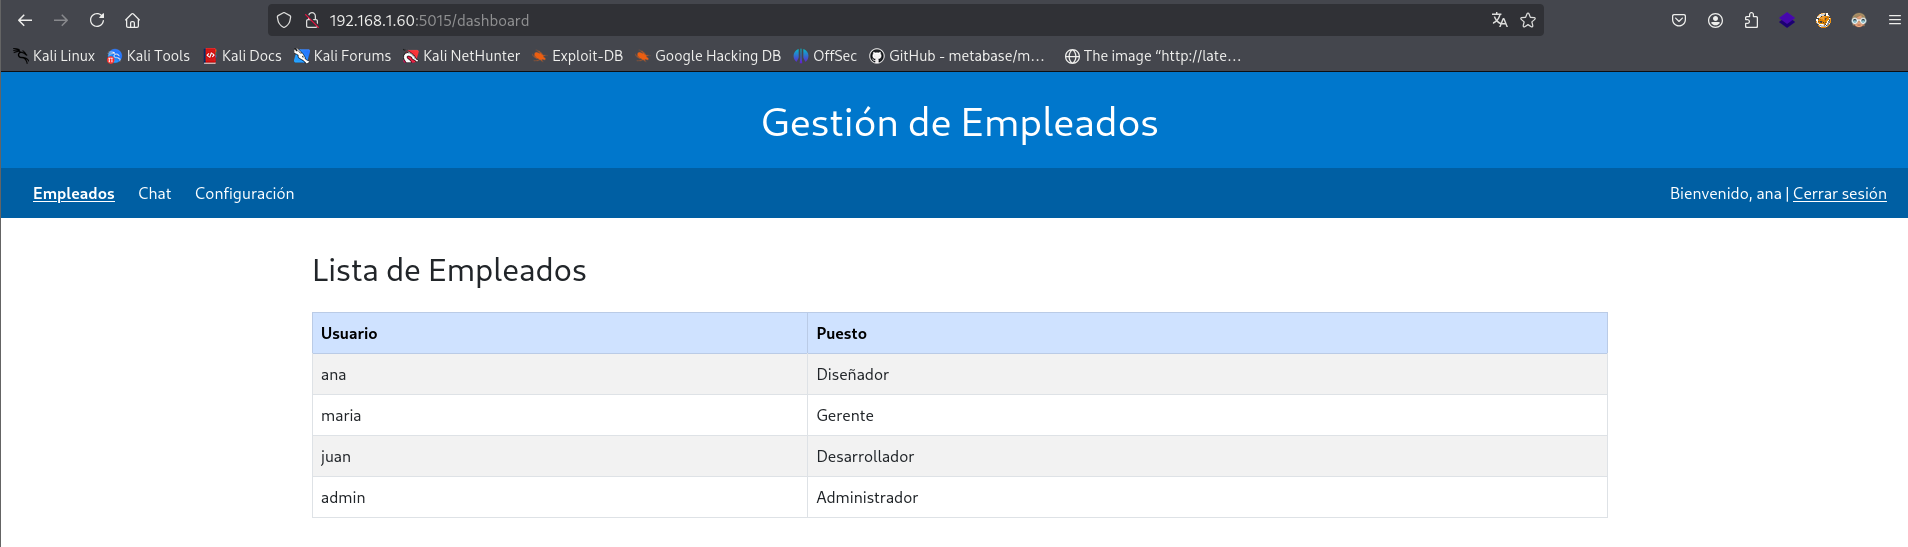 192.168.1.60:5015/dashboard
Kali Linux Kali Tools Kali Docs Kali Forums Kali NetHunter Exploit-DB Google Hacking DB OffSec GitHub - metabase/m... The image “http://late...
Gestión de Empleados
Empleados Chat Configuración Bienvenido, ana | Cerrar sesión
Lista de Empleados
Usuario Puesto
ana Diseñador
maria Gerente
juan Desarrollador
admin Administrador